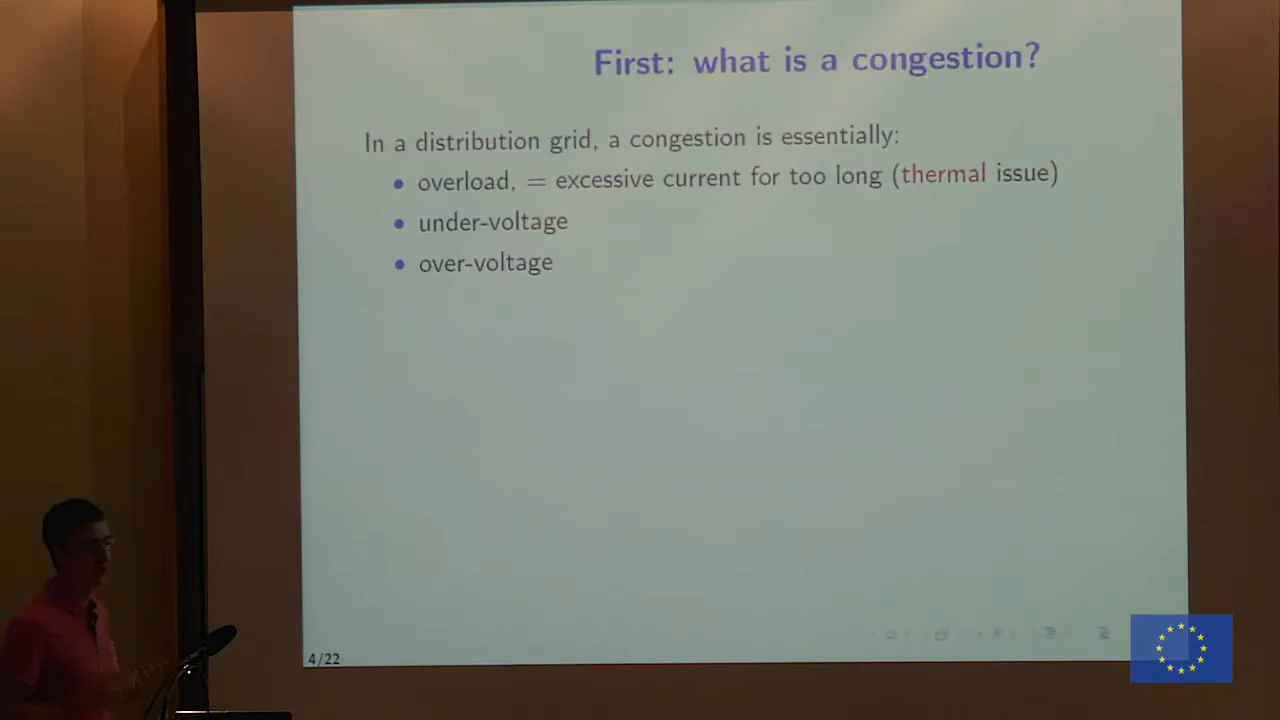 First: what is a congestion?
In a distribution grid, a congestion is essentially:
• overload, = excessive current for too long (thermal issue)
• under-voltage
• over-voltage
4/22